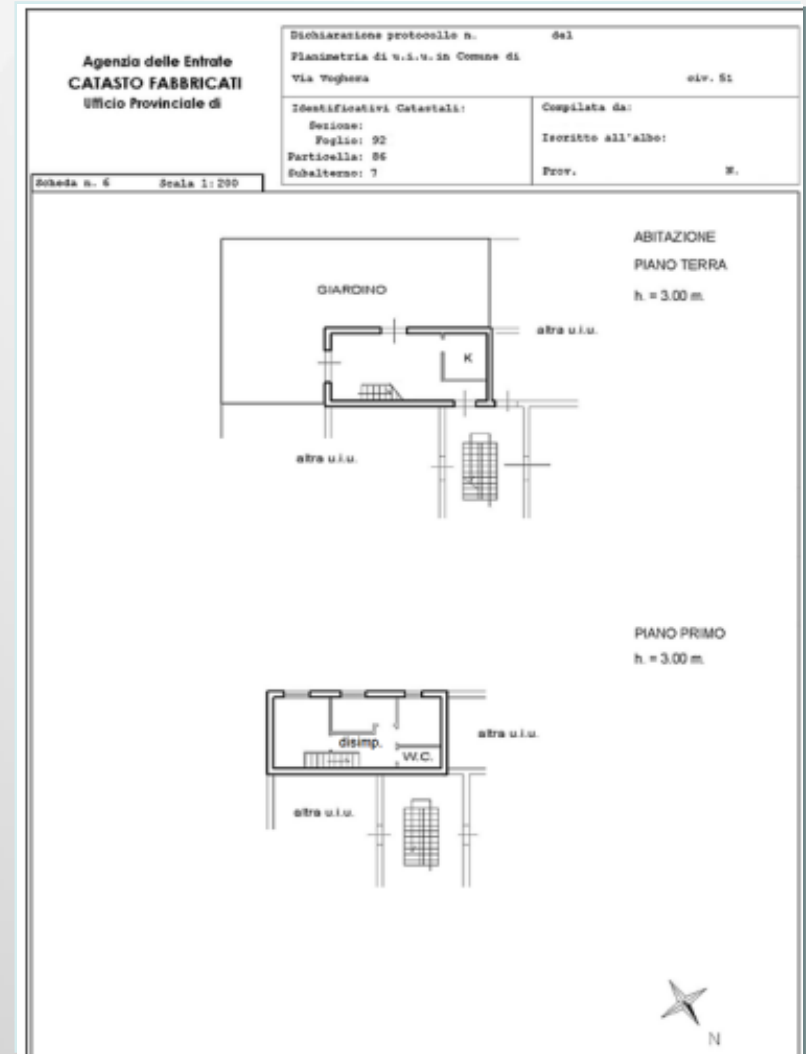 Agenzia delle Entrate
CATASTO FABBRICATI
Ufficio Provinciale di
Dichiarazione protocollo n. del
Planimetria di u.i.u. in Comune di
Via Voghera civ. 51
Identificativi Catastali:
Sezione:
Foglio: 92
Particella: 86
Subalterno: 7
Compilata da:
Iscritto all'albo:
Prov. N.
Scheda n. 6 Scala 1:200
ABITAZIONE
PIANO TERRA
h. = 3.00 m.
GIARDINO
altra u.i.u.
K
altra u.i.u.
PIANO PRIMO
h. = 3.00 m.
altra u.i.u.
disimp.
W.C.
altra u.i.u.
N